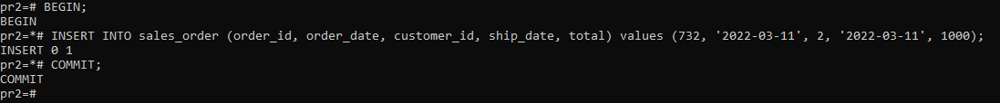 pr2=# BEGIN;
BEGIN
pr2=*# INSERT INTO sales_order (order_id, order_date, customer_id, ship_date, total) values (732, '2022-03-11', 2, '2022-03-11', 1000);
INSERT 0 1
pr2=*# COMMIT;
COMMIT
pr2=#